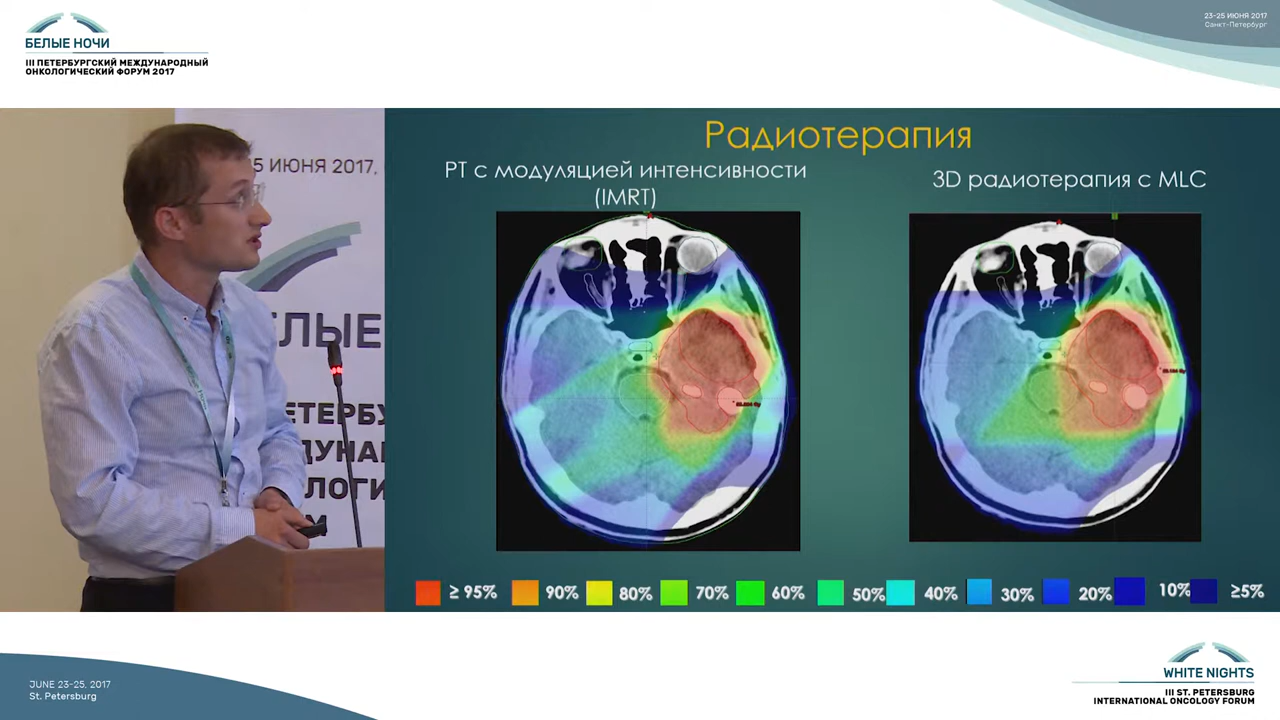 БЕЛЫЕ НОЧИ
III ПЕТЕРБУРГСКИЙ МЕЖДУНАРОДНЫЙ
ОНКОЛОГИЧЕСКИЙ ФОРУМ 2017
23-25 ИЮНЯ 2017
Санкт-Петербург
5 ИЮНЯ 2017,
ЕЛЫЕ
ЕТЕРБУ
ДУНА
ЛОГИ
М
Радиотерапия
РТ с модуляцией интенсивности
(IMRT)
3D радиотерапия с MLC
≥ 95%
90%
80%
70%
60%
50%
40%
30%
20%
10%
≥5%
JUNE 23-25, 2017
St. Petersburg
WHITE NIGHTS
III ST. PETERSBURG
INTERNATIONAL ONCOLOGY FORUM